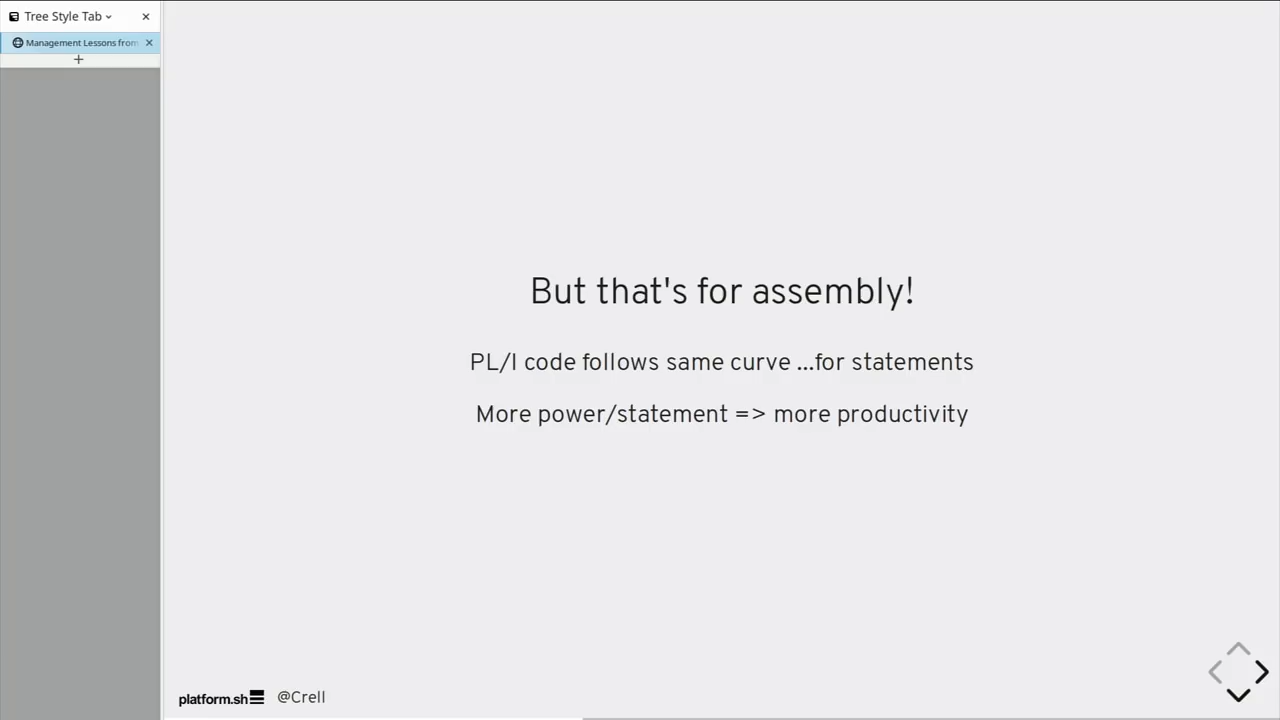 Tree Style Tab
Management Lessons from
But that's for assembly!
PL/I code follows same curve ...for statements
More power/statement => more productivity
platform.sh @Crell